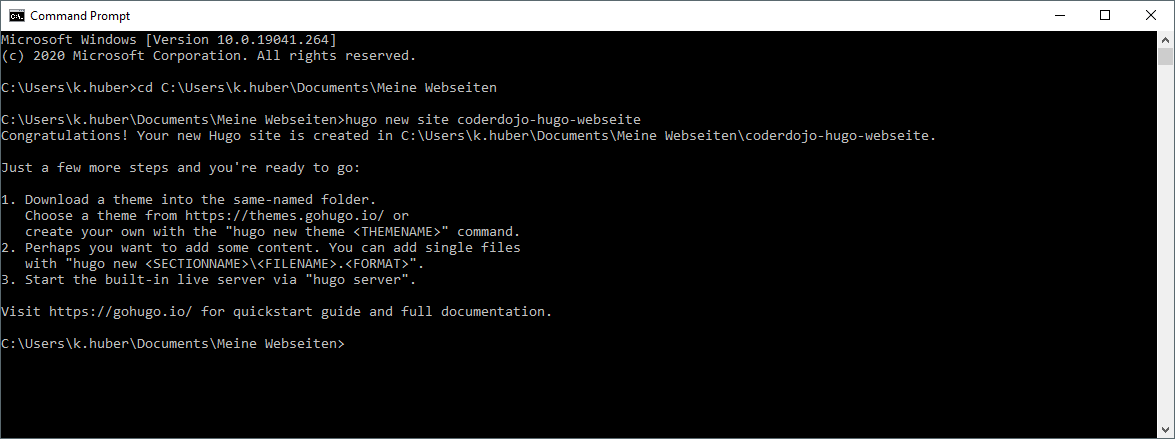 Command Prompt
Microsoft Windows [Version 10.0.19041.264]
(c) 2020 Microsoft Corporation. All rights reserved.
C:\Users\k.huber>cd C:\Users\k.huber\Documents\Meine Webseiten
C:\Users\k.huber\Documents\Meine Webseiten>hugo new site coderdojo-hugo-webseite
Congratulations! Your new Hugo site is created in C:\Users\k.huber\Documents\Meine Webseiten\coderdojo-hugo-webseite.
Just a few more steps and you're ready to go:
1. Download a theme into the same-named folder.
   Choose a theme from https://themes.gohugo.io/ or
   create your own with the "hugo new theme <THEMENAME>" command.
2. Perhaps you want to add some content. You can add single files
   with "hugo new <SECTIONNAME>\<FILENAME>.<FORMAT>".
3. Start the built-in live server via "hugo server".
Visit https://gohugo.io/ for quickstart guide and full documentation.
C:\Users\k.huber\Documents\Meine Webseiten>